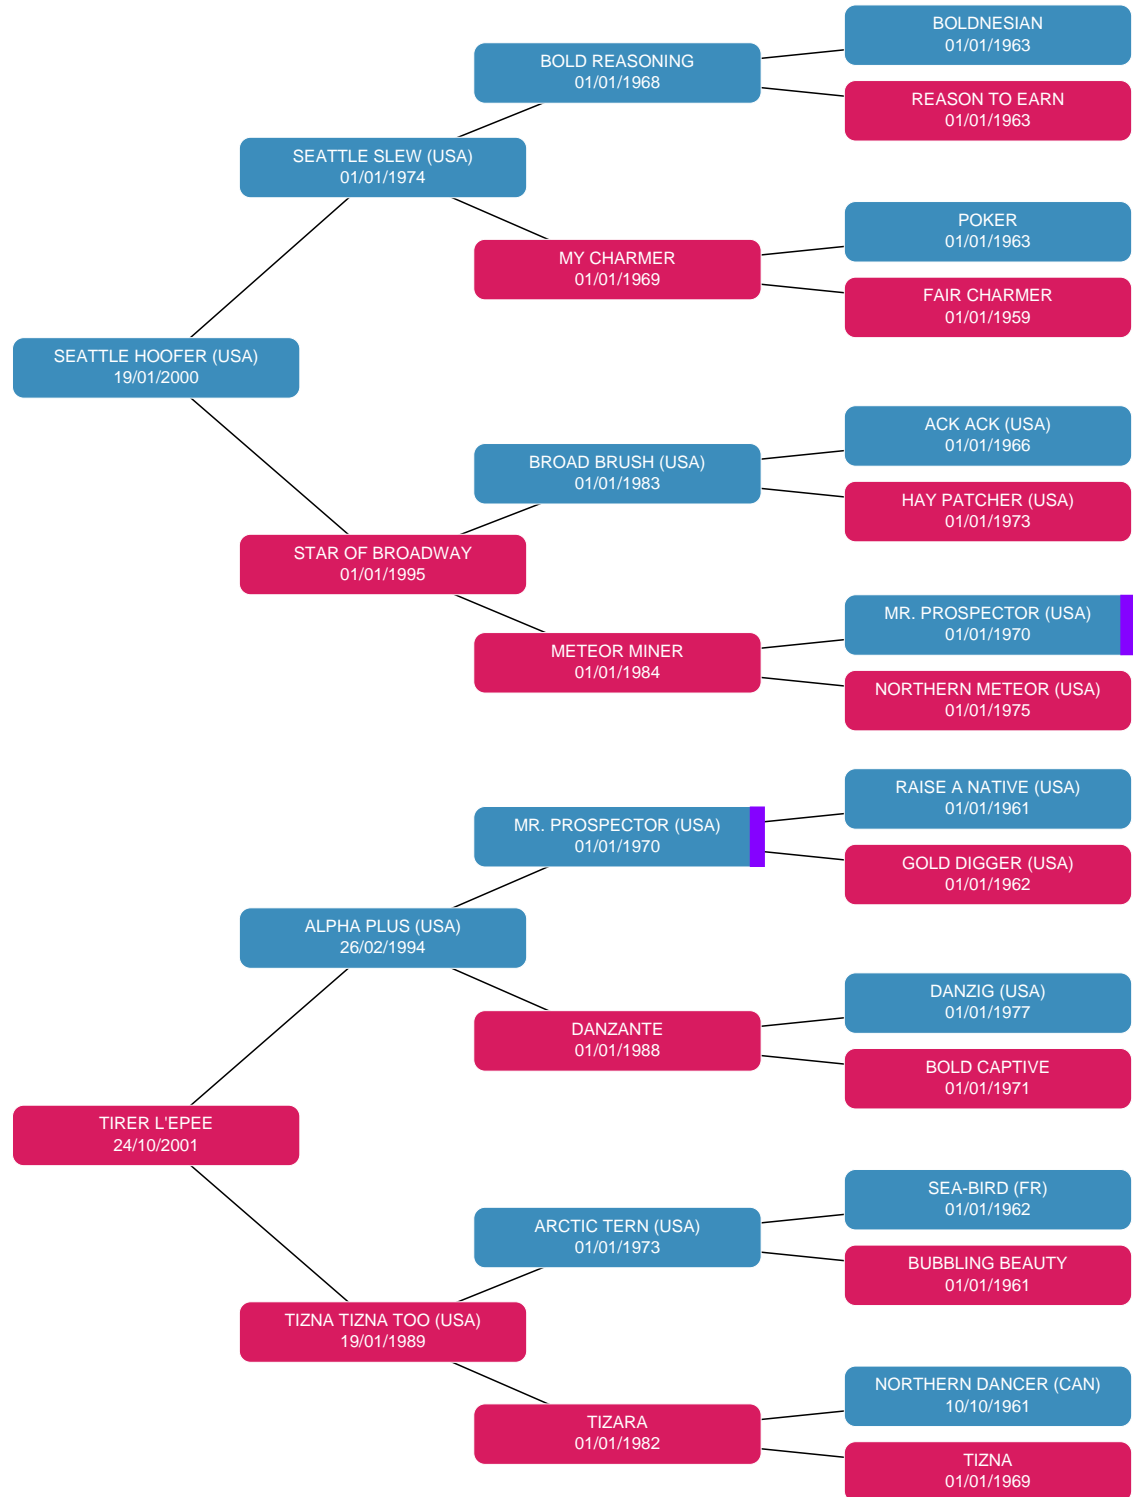 BOLDNESIAN
01/01/1963
BOLD REASONING
01/01/1968
REASON TO EARN
01/01/1963
SEATTLE SLEW (USA)
01/01/1974
POKER
01/01/1963
MY CHARMER
01/01/1969
FAIR CHARMER
01/01/1959
SEATTLE HOOFER (USA)
19/01/2000
ACK ACK (USA)
01/01/1966
BROAD BRUSH (USA)
01/01/1983
HAY PATCHER (USA)
01/01/1973
STAR OF BROADWAY
01/01/1995
MR. PROSPECTOR (USA)
01/01/1970
METEOR MINER
01/01/1984
NORTHERN METEOR (USA)
01/01/1975
RAISE A NATIVE (USA)
01/01/1961
MR. PROSPECTOR (USA)
01/01/1970
GOLD DIGGER (USA)
01/01/1962
ALPHA PLUS (USA)
26/02/1994
DANZIG (USA)
01/01/1977
DANZANTE
01/01/1988
BOLD CAPTIVE
01/01/1971
TIRER L'EPEE
24/10/2001
SEA-BIRD (FR)
01/01/1962
ARCTIC TERN (USA)
01/01/1973
BUBBLING BEAUTY
01/01/1961
TIZNA TIZNA TOO (USA)
19/01/1989
NORTHERN DANCER (CAN)
10/10/1961
TIZARA
01/01/1982
TIZNA
01/01/1969